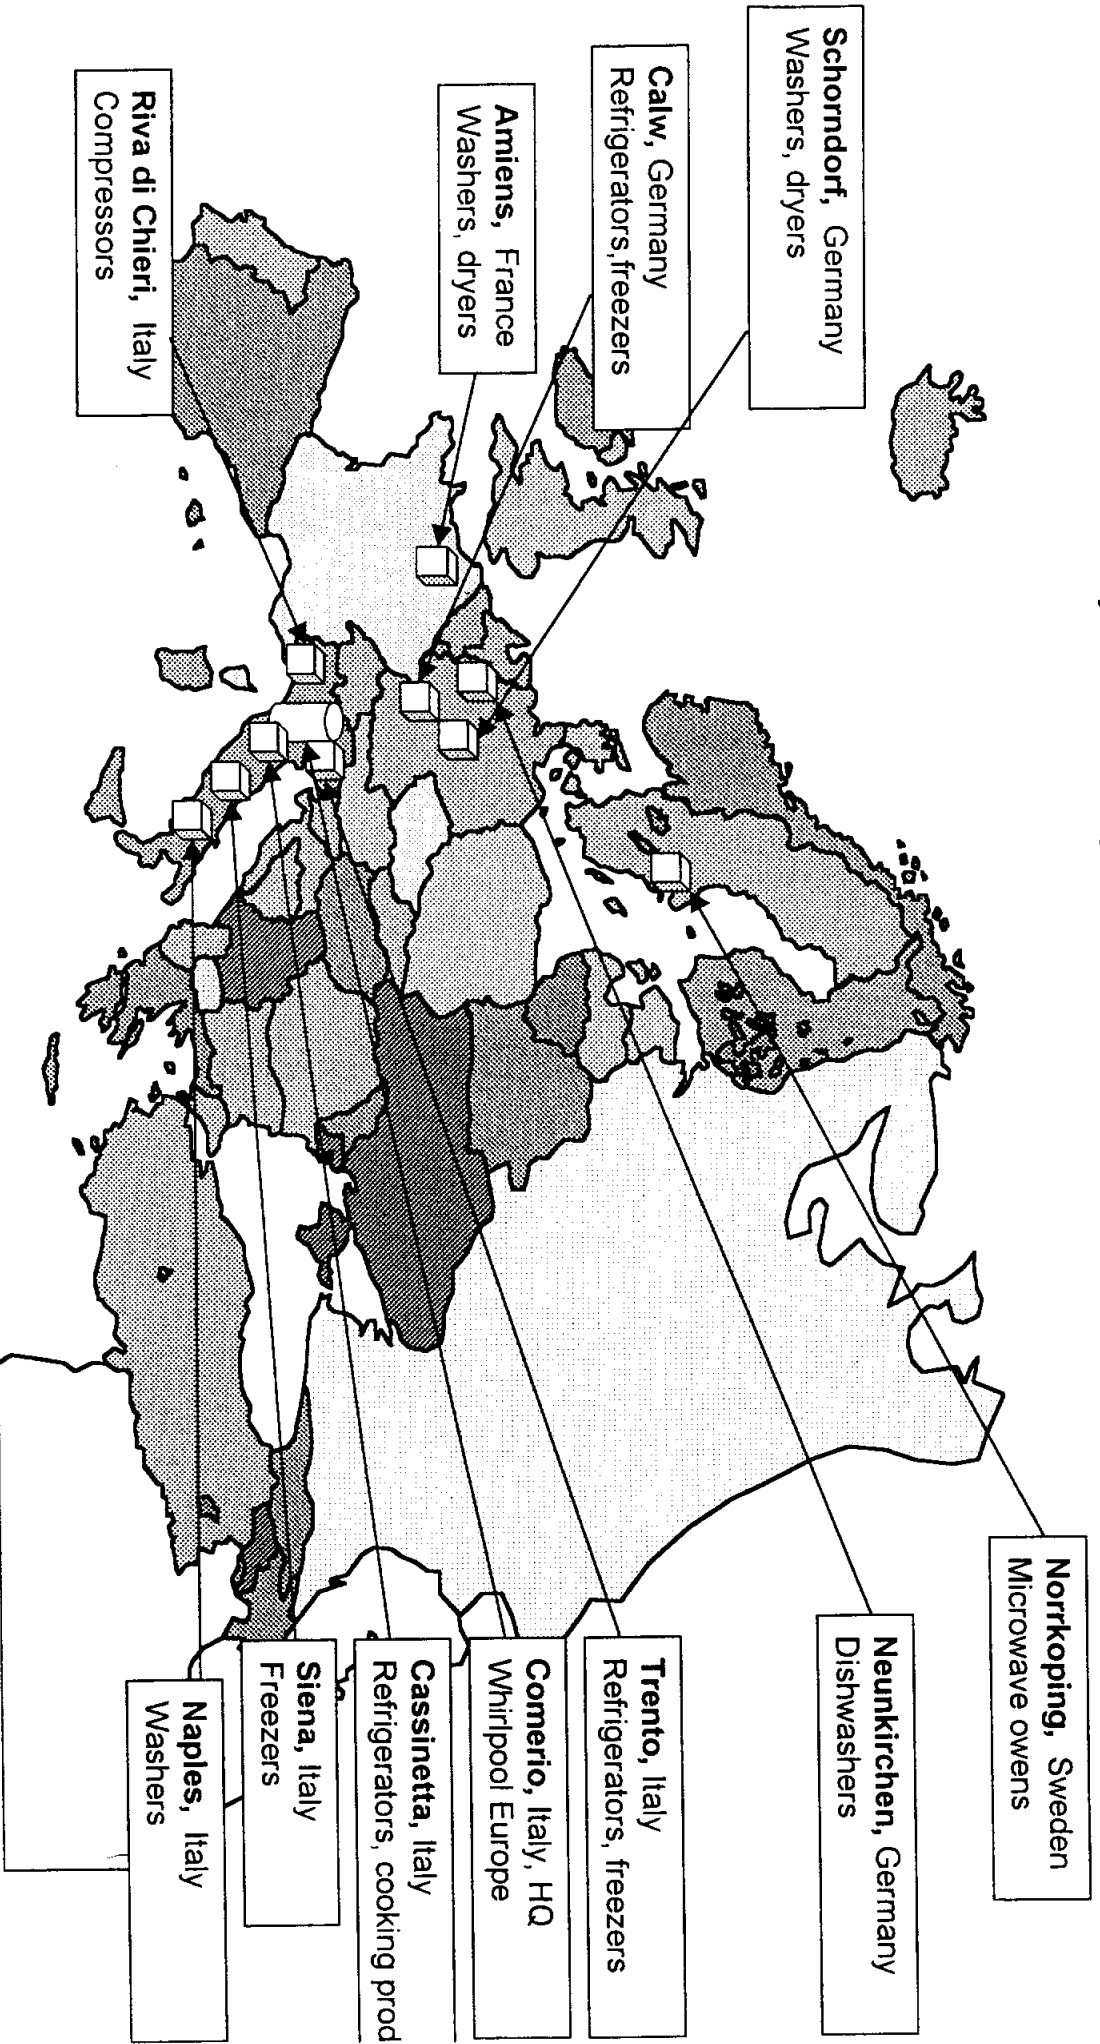 Schorndorf, Germany
Washers, dryers
Calw, Germany
Refrigerators, freezers
Amiens, France
Washers, dryers
Riva di Chieri, Italy
Compressors
Norrkoping, Sweden
Microwave owens
Neunkirchen, Germany
Dishwashers
Trento, Italy
Refrigerators, freezers
Comerio, Italy, HQ
Whirlpool Europe
Cassinetta, Italy
Refrigerators, cooking prod
Siena, Italy
Freezers
Naples, Italy
Washers